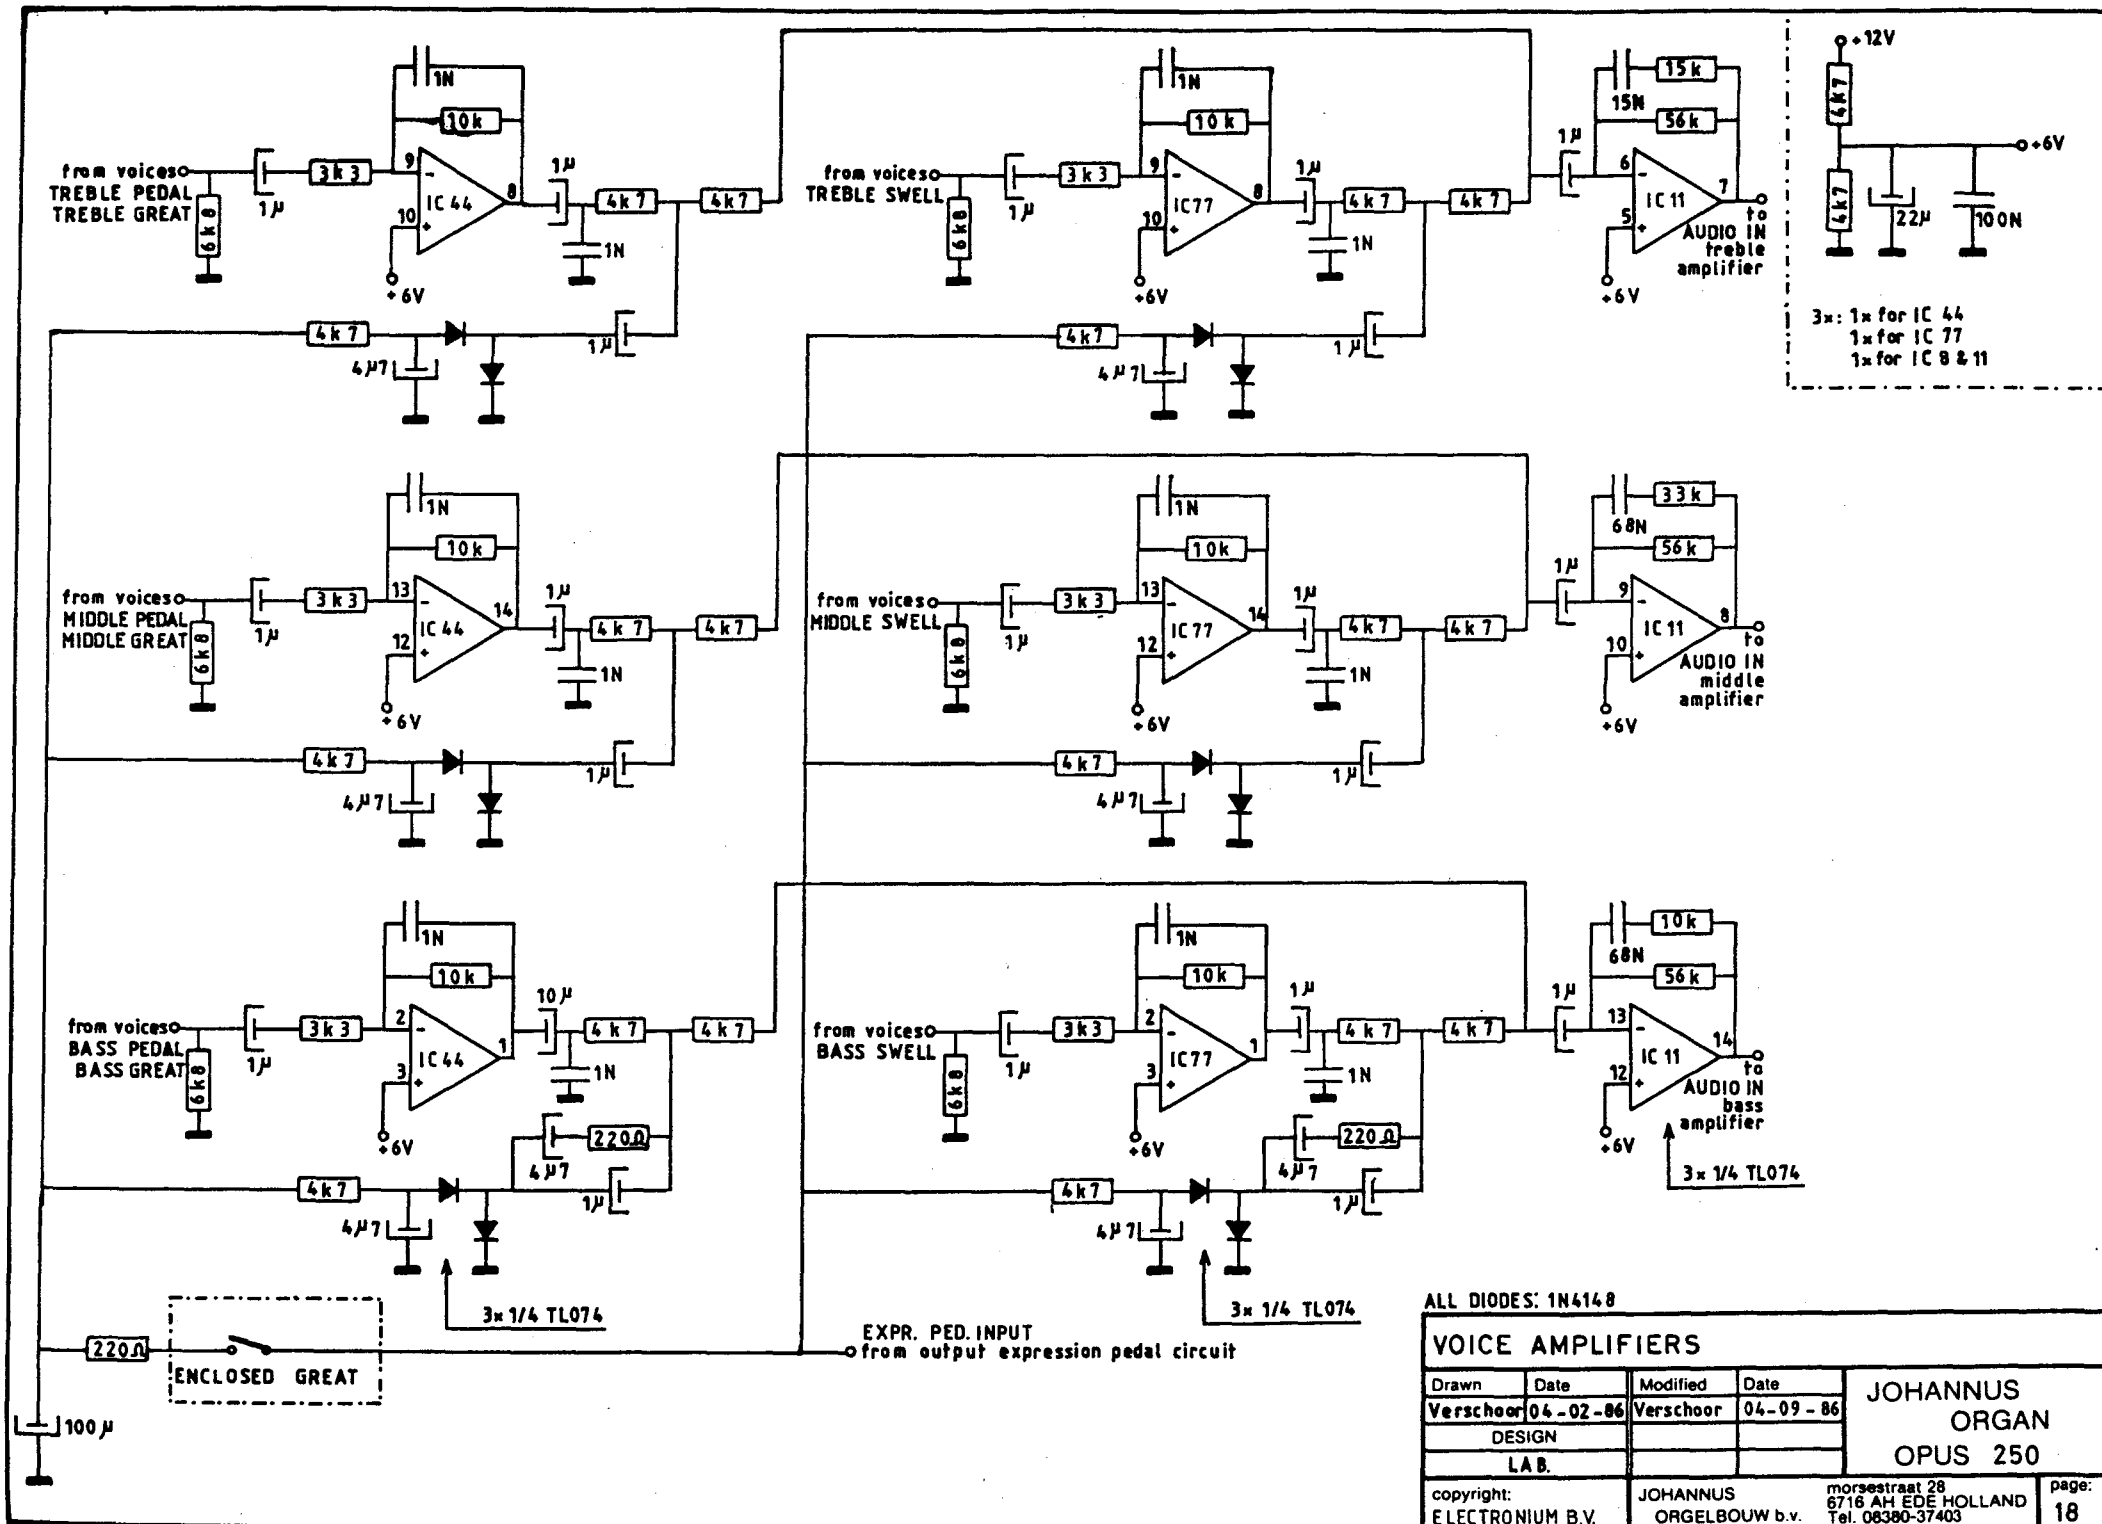 1N
10k
from voices
TREBLE PEDAL
TREBLE GREAT
6k8
1µ
3k3
9
10
8
IC 44
+6V
1µ
4k7
4k7
1N
4k7
4µ7
1µ
1N
10k
from voices
TREBLE SWELL
6k8
1µ
3k3
9
10
8
IC77
+6V
1µ
4k7
4k7
1N
4k7
4µ7
1µ
15N
15k
56k
1µ
6
5
7
IC 11
+6V
to
AUDIO IN
treble
amplifier
+12V
4k7
4k7
+6V
22µ
100N
3x: 1x for IC 44
1x for IC 77
1x for IC 8 & 11
1N
10k
from voices
MIDDLE PEDAL
MIDDLE GREAT
6k8
1µ
3k3
13
12
14
IC 44
+6V
1µ
4k7
4k7
1N
4k7
4µ7
1µ
1N
10k
from voices
MIDDLE SWELL
6k8
1µ
3k3
13
12
14
IC77
+6V
1µ
4k7
4k7
1N
4k7
4µ7
1µ
68N
33k
56k
1µ
9
10
8
IC 11
+6V
to
AUDIO IN
middle
amplifier
1N
10k
from voices
BASS PEDAL
BASS GREAT
6k8
1µ
3k3
2
3
1
IC 44
+6V
10µ
4k7
4k7
1N
4µ7
220Ω
4k7
4µ7
1µ
3x 1/4 TL074
1N
10k
from voices
BASS SWELL
6k8
1µ
3k3
2
3
1
IC77
+6V
1µ
4k7
4k7
1N
4µ7
220Ω
4k7
4µ7
1µ
3x 1/4 TL074
68N
10k
56k
1µ
13
12
14
IC 11
+6V
to
AUDIO IN
bass
amplifier
3x 1/4 TL074
220Ω
ENCLOSED GREAT
100µ
EXPR. PED. INPUT
from output expression pedal circuit
ALL DIODES: 1N4148
VOICE AMPLIFIERS
Drawn Date Modified Date
Verschoor 04-02-86 Verschoor 04-09-86
DESIGN
LAB.
JOHANNUS
ORGAN
OPUS 250
copyright:
ELECTRONIUM B.V.
JOHANNUS
ORGELBOUW b.v.
morsestraat 28
6716 AH EDE HOLLAND
Tel. 08380-37403
page:
18